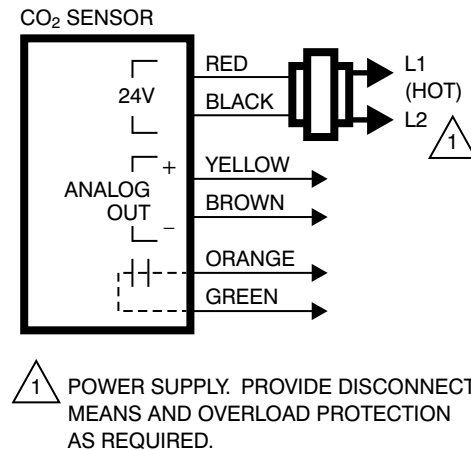 CO₂ SENSOR
RED
24V
BLACK
L1
(HOT)
L2
1
+
YELLOW
ANALOG
OUT
BROWN
−
ORANGE
GREEN
1 POWER SUPPLY. PROVIDE DISCONNECT
MEANS AND OVERLOAD PROTECTION
AS REQUIRED.